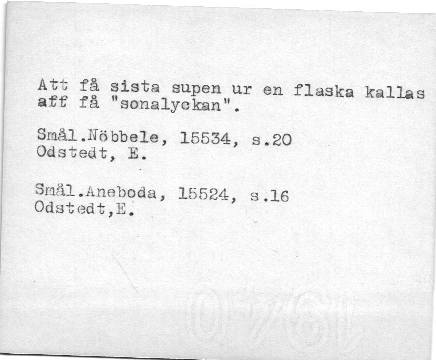 Att få sista supen ur en flaska kallas
aff få "sonalyckan".
Smål.Nöbbele, 15534, s.20
Odstedt, E.
Smål.Aneboda, 15524, s.16
Odstedt,E.